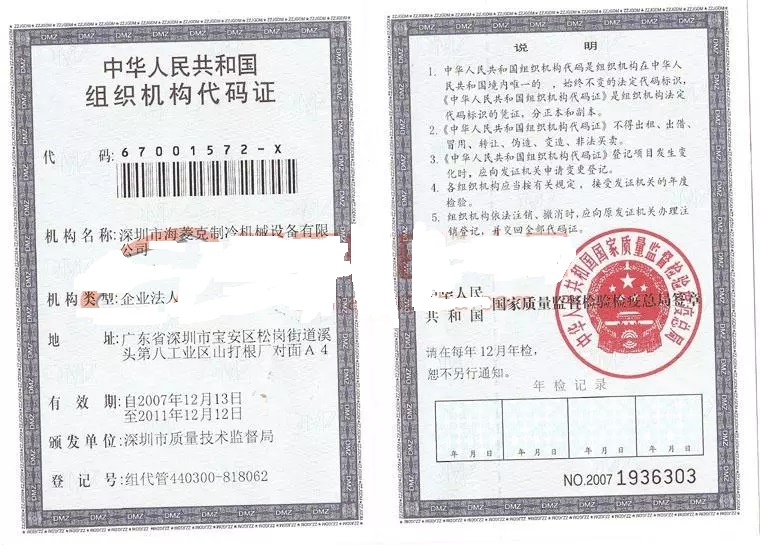 中华人民共和国
组织机构代码证
代 码:67001572-X
机构名称:深圳市海菱克制冷机械设备有限
公司
机构类型:企业法人
地 址:广东省深圳市宝安区松岗街道溪
头第八工业区山打根厂对面A4
有 效 期:自2007年12月13日
至2011年12月12日
颁发单位:深圳市质量技术监督局
登 记 号:组代管440300-818062
说 明
1. 中华人民共和国组织机构代码是组织机构在中华人
民共和国境内唯一的 , 始终不变的法定代码标识,
《中华人民共和国组织机构代码证》是组织机构法定
代码标识的凭证, 分正本和副本。
2. 《中华人民共和国组织机构代码证》不得出租、出借、
冒用、转让、伪造、变造、非法买卖。
3. 《中华人民共和国组织机构代码证》登记项目发生变
化时, 应向发证机关申请变更登记。
4. 各组织机构应当按有关规定 , 接受发证机关的年度
检验。
5. 组织机构依法注销、撤消时, 应向原发证机关办理注
销登记, 并交回全部代码证。
中华人民
共和国 国家质量监督检验检疫总局签章
中华人民共和国国家质量监督检验检疫总局
请在每年12月年检,
恕不另行通知。
年检记录
年 月 日 年 月 日 年 月 日 年 月 日
NO.2007 1936303